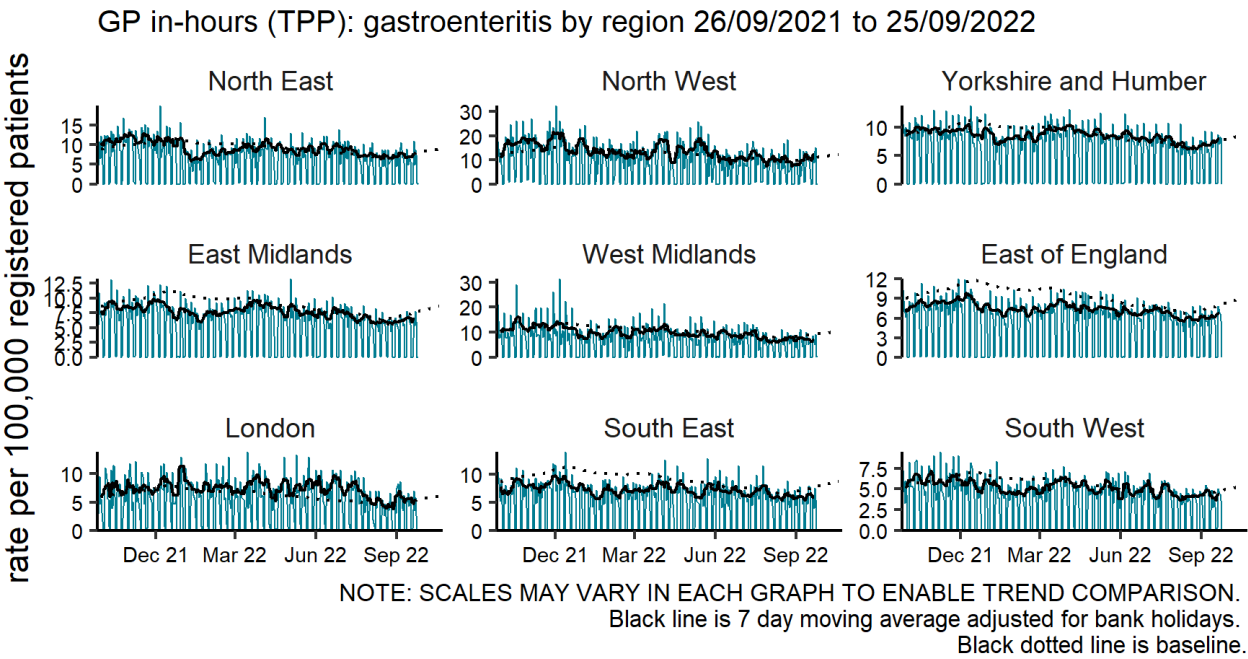 GP in-hours (TPP): gastroenteritis by region 26/09/2021 to 25/09/2022
rate per 100,000 registered patients
North East
15
10
5
0
North West
30
20
10
0
Yorkshire and Humber
10
5
0
East Midlands
12.5
10.0
7.5
5.0
2.5
0.0
West Midlands
30
20
10
0
East of England
12
9
6
3
0
London
10
5
0
Dec 21 Mar 22 Jun 22 Sep 22
South East
10
5
0
Dec 21 Mar 22 Jun 22 Sep 22
South West
7.5
5.0
2.5
0.0
Dec 21 Mar 22 Jun 22 Sep 22
NOTE: SCALES MAY VARY IN EACH GRAPH TO ENABLE TREND COMPARISON.
Black line is 7 day moving average adjusted for bank holidays.
Black dotted line is baseline.